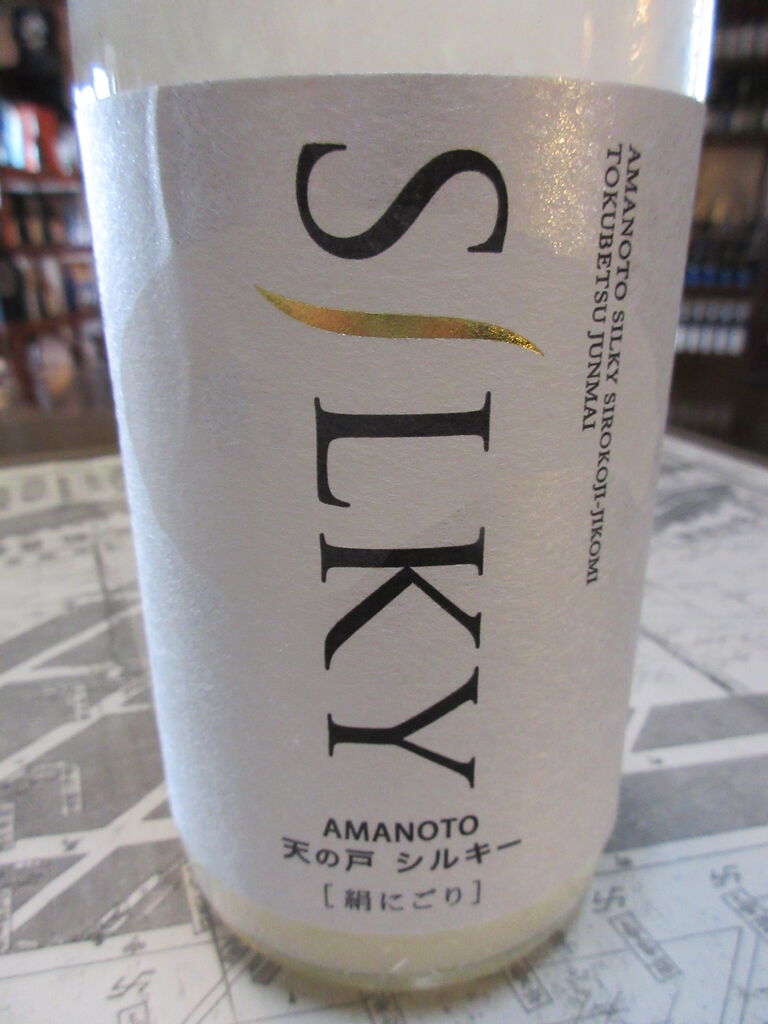 AMANOTO SILKY SIROKOJI-JIKOMI
TOKUBETSU JUNMAI
SILKY
AMANOTO
天の戸 シルキー
[絹にごり]